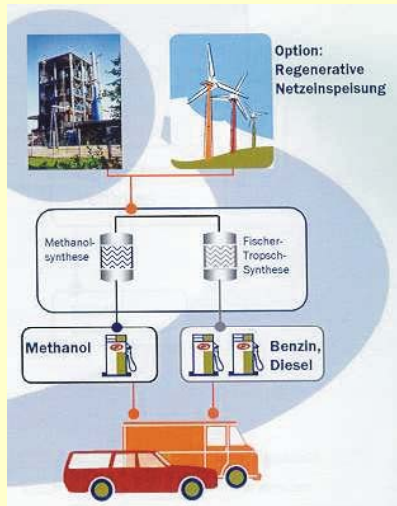 Option:
Regenerative
Netzeinspeisung
Methanol-
synthese
Fischer-
Tropsch-
Synthese
Methanol
Benzin,
Diesel